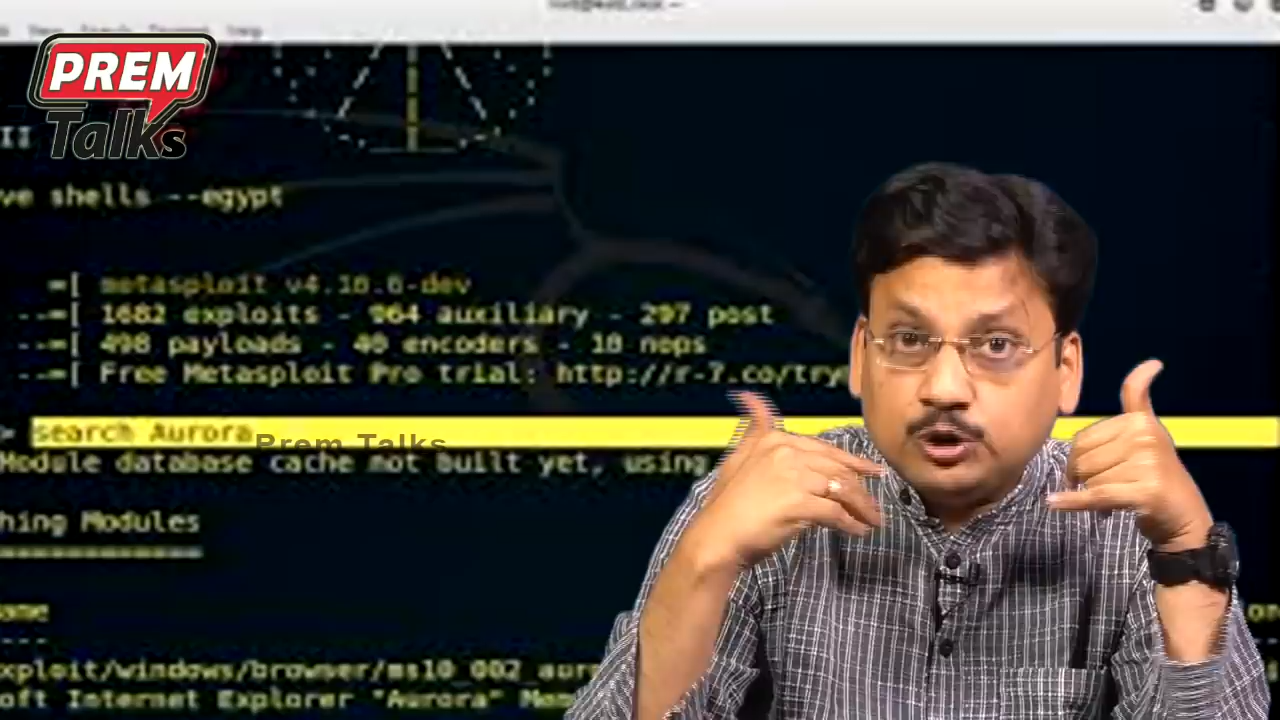 PREM
Talks
II
ve shells --egypt
=[ metasploit v4.10.6-dev
--=[ 1682 exploits - 964 auxiliary - 297 post
--=[ 498 payloads - 40 encoders - 10 nops
--=[ Free Metasploit Pro trial: http://r-7.co/try
> search Aurora
Prem Talks
Module database cache not built yet, using
hing Modules
============
ame
----
xploit/windows/browser/ms10_002_aur
oft Internet Explorer "Aurora" Mem